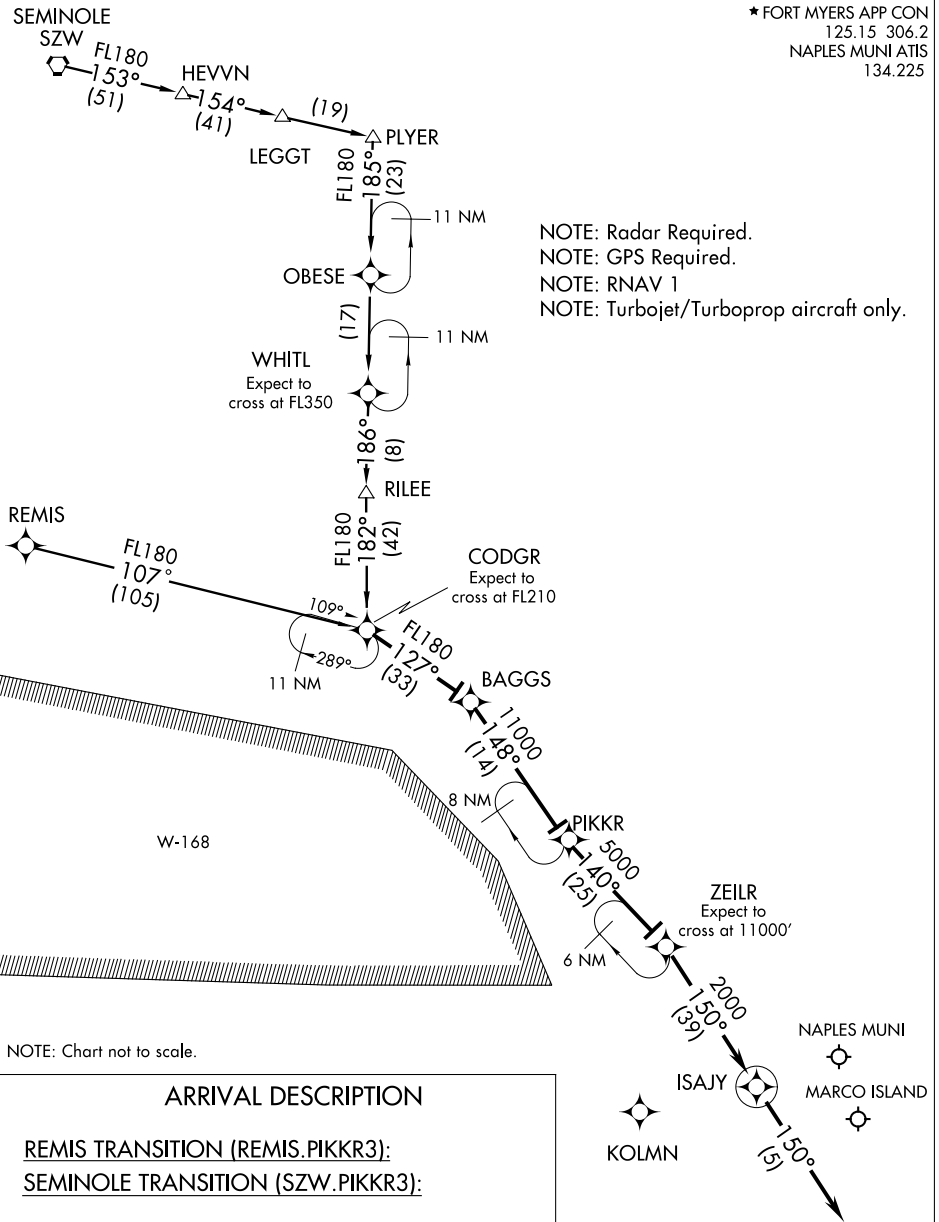 SEMINOLE
SZW
★ FORT MYERS APP CON
125.15 306.2
NAPLES MUNI ATIS
134.225
FL180
153°
(51)
HEVVN
154°
(41)
LEGGT
(19)
PLYER
FL180
185°
(23)
11 NM
NOTE: Radar Required.
NOTE: GPS Required.
NOTE: RNAV 1
NOTE: Turbojet/Turboprop aircraft only.
OBESE
(17)
11 NM
WHITL
Expect to
cross at FL350
186°
(8)
RILEE
FL180
182°
(42)
REMIS
FL180
107°
(105)
CODGR
Expect to
cross at FL210
109°
289°
11 NM
FL180
127°
(33)
BAGGS
11000
148°
(14)
8 NM
PIKKR
5000
140°
(25)
W-168
ZEILR
Expect to
cross at 11000'
6 NM
2000
150°
(39)
NAPLES MUNI
NOTE: Chart not to scale.
ISAJY
MARCO ISLAND
KOLMN
150°
(5)
ARRIVAL DESCRIPTION
REMIS TRANSITION (REMIS.PIKKR3):
SEMINOLE TRANSITION (SZW.PIKKR3):